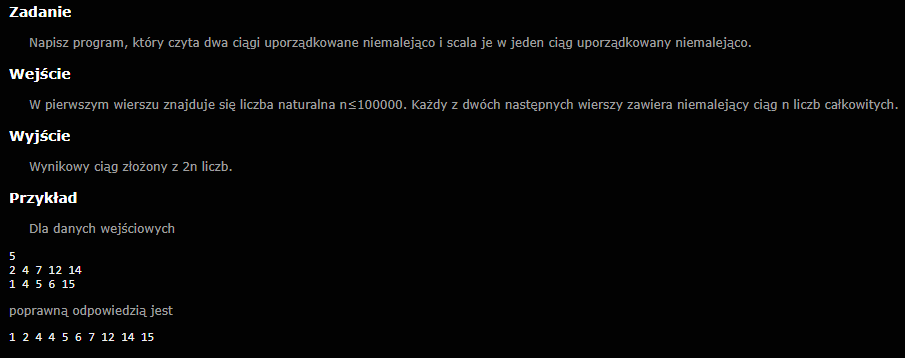 Zadanie
Napisz program, który czyta dwa ciągi uporządkowane niemalejąco i scala je w jeden ciąg uporządkowany niemalejąco.
Wejście
W pierwszym wierszu znajduje się liczba naturalna n≤100000. Każdy z dwóch następnych wierszy zawiera niemalejący ciąg n liczb całkowitych.
Wyjście
Wynikowy ciąg złożony z 2n liczb.
Przykład
Dla danych wejściowych
5
2 4 7 12 14
1 4 5 6 15
poprawną odpowiedzią jest
1 2 4 4 5 6 7 12 14 15